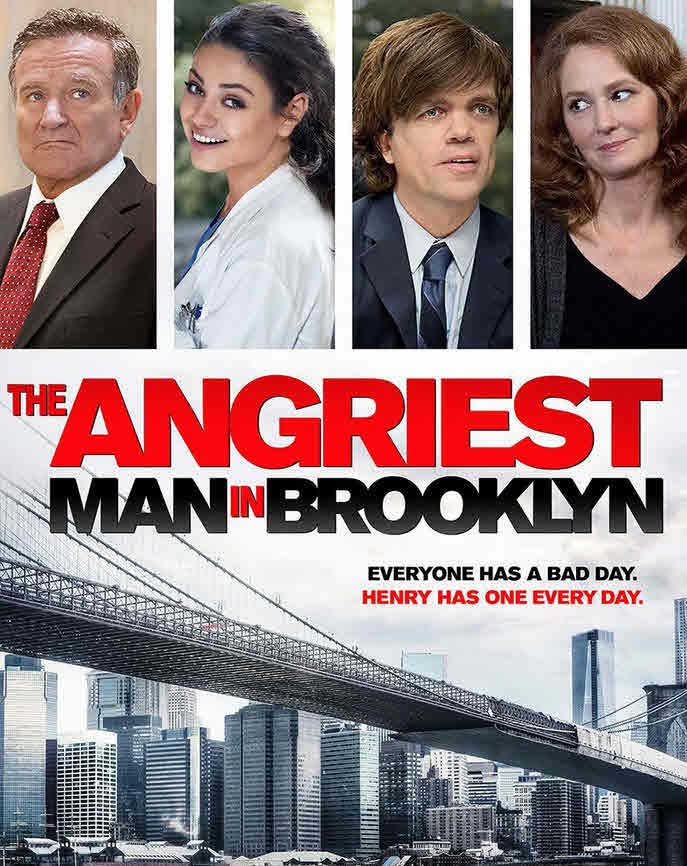 THE ANGRIEST
MAN IN BROOKLYN
EVERYONE HAS A BAD DAY.
HENRY HAS ONE EVERY DAY.